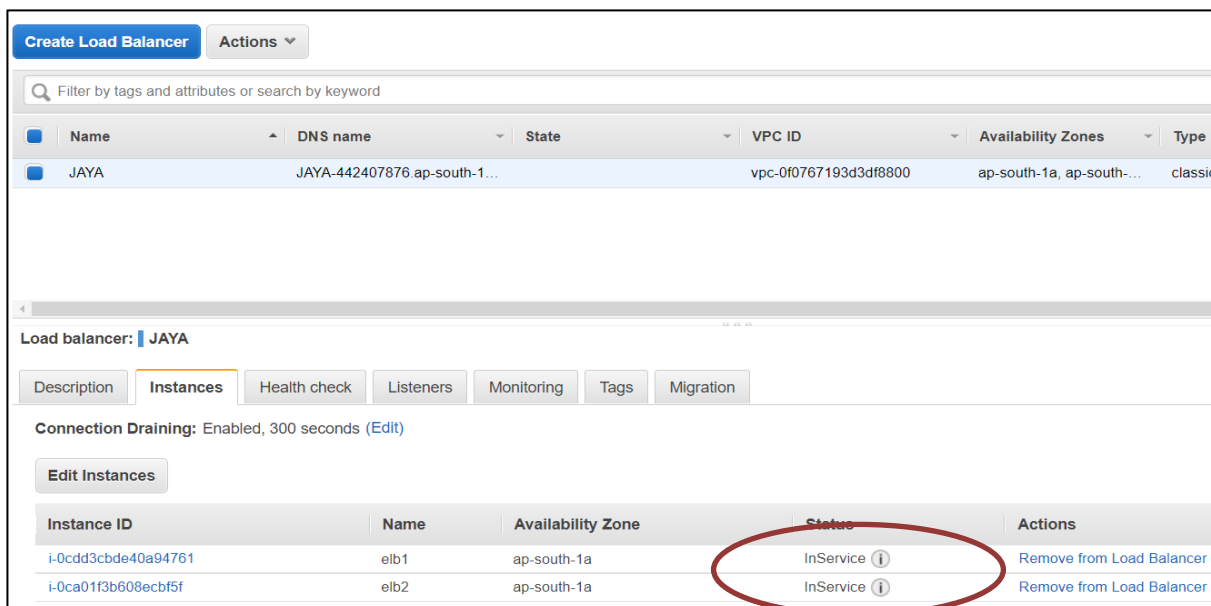 Create Load Balancer Actions
Filter by tags and attributes or search by keyword
Name DNS name State VPC ID Availability Zones Type
JAYA JAYA-442407876.ap-south-1... vpc-0f0767193d3df8800 ap-south-1a, ap-south-... classic
Load balancer: JAYA
Description Instances Health check Listeners Monitoring Tags Migration
Connection Draining: Enabled, 300 seconds (Edit)
Edit Instances
Instance ID Name Availability Zone Status Actions
i-0cdd3cbde40a94761 elb1 ap-south-1a InService Remove from Load Balancer
i-0ca01f3b608ecbf5f elb2 ap-south-1a InService Remove from Load Balancer